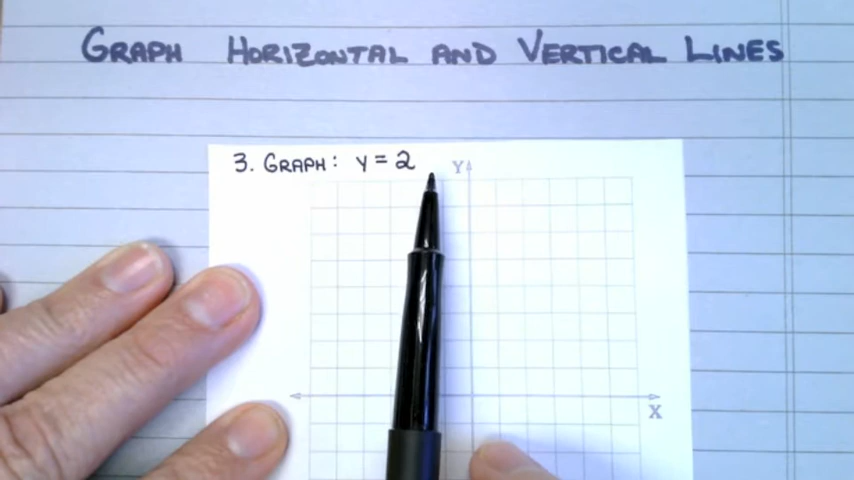 GRAPH HORIZONTAL AND VERTICAL LINES
3. GRAPH: y = 2
Y
X